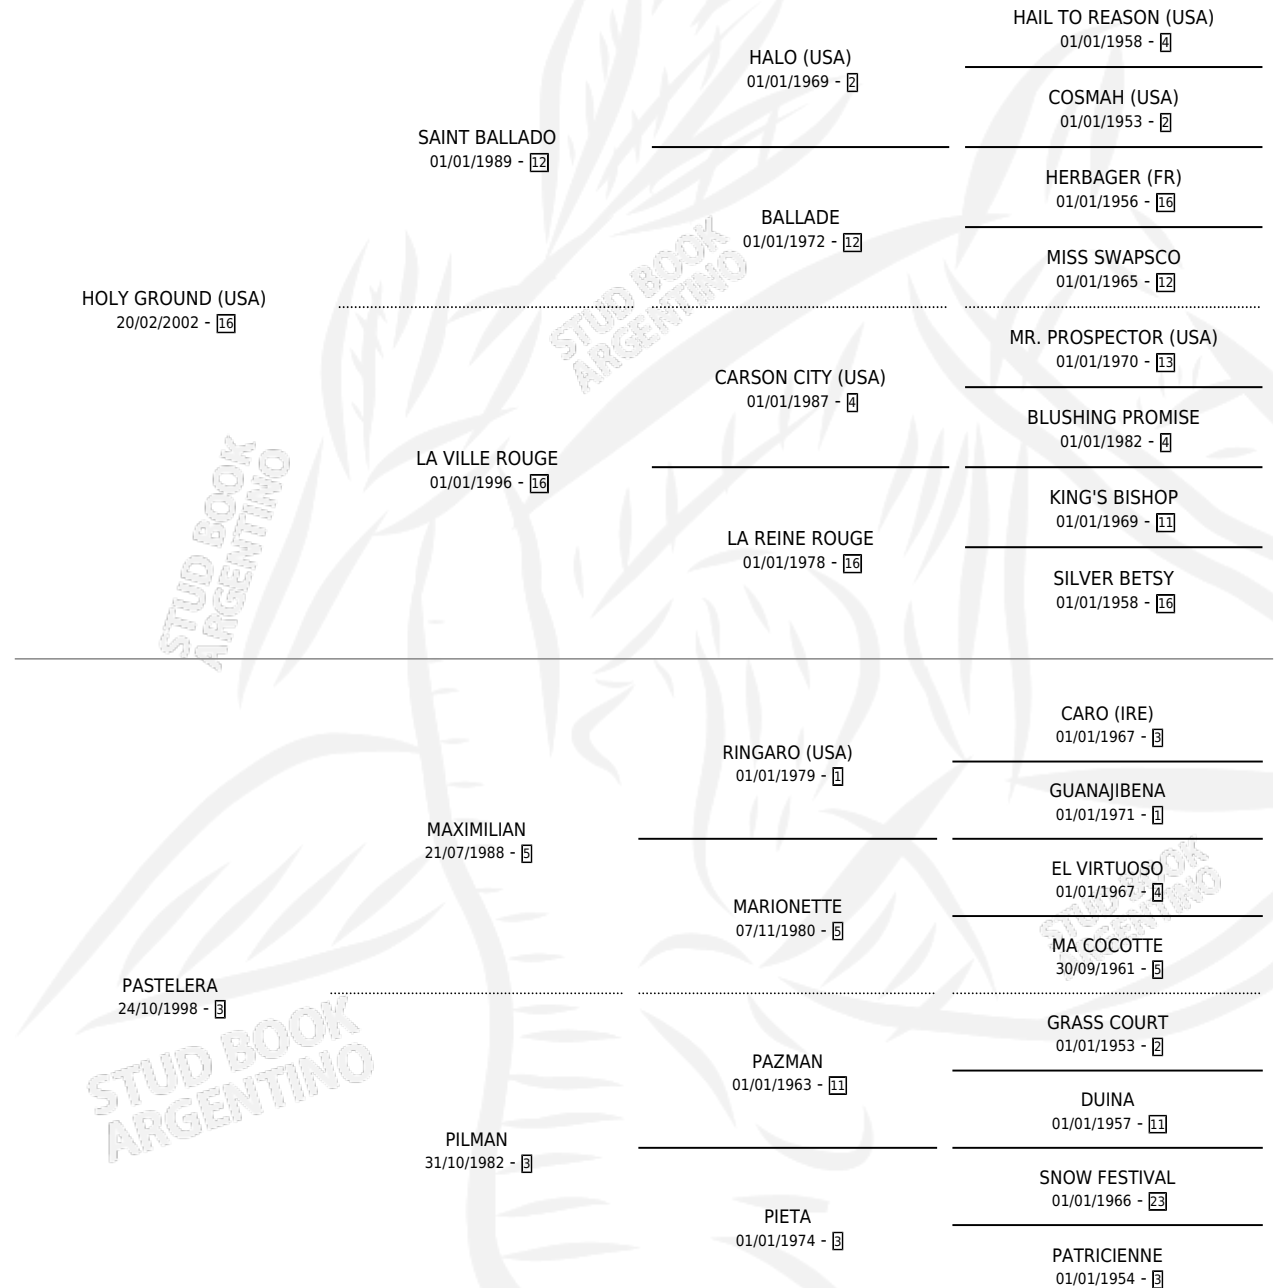 HAIL TO REASON (USA)
01/01/1958 - 4
HALO (USA)
01/01/1969 - 2
COSMAH (USA)
01/01/1953 - 2
SAINT BALLADO
01/01/1989 - 12
HERBAGER (FR)
01/01/1956 - 16
BALLADE
01/01/1972 - 12
MISS SWAPSCO
01/01/1965 - 12
HOLY GROUND (USA)
20/02/2002 - 16
MR. PROSPECTOR (USA)
01/01/1970 - 13
CARSON CITY (USA)
01/01/1987 - 4
BLUSHING PROMISE
01/01/1982 - 4
LA VILLE ROUGE
01/01/1996 - 16
KING'S BISHOP
01/01/1969 - 11
LA REINE ROUGE
01/01/1978 - 16
SILVER BETSY
01/01/1958 - 16
CARO (IRE)
01/01/1967 - 3
RINGARO (USA)
01/01/1979 - 1
GUANAJIBENA
01/01/1971 - 1
MAXIMILIAN
21/07/1988 - 5
EL VIRTUOSO
01/01/1967 - 4
MARIONETTE
07/11/1980 - 5
MA COCOTTE
30/09/1961 - 5
PASTELERA
24/10/1998 - 3
GRASS COURT
01/01/1953 - 2
PAZMAN
01/01/1963 - 11
DUINA
01/01/1957 - 11
PILMAN
31/10/1982 - 3
SNOW FESTIVAL
01/01/1966 - 23
PIETA
01/01/1974 - 3
PATRICIENNE
01/01/1954 - 3
STUD BOOK
ARGENTINO
STUD BOOK
ARGENTINO
STUD BOOK
ARGENTINO
STUD BOOK
ARGENTINO